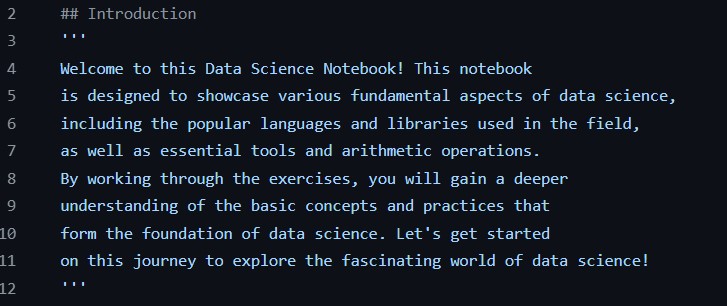 2 ## Introduction
3 '''
4 Welcome to this Data Science Notebook! This notebook
5 is designed to showcase various fundamental aspects of data science,
6 including the popular languages and libraries used in the field,
7 as well as essential tools and arithmetic operations.
8 By working through the exercises, you will gain a deeper
9 understanding of the basic concepts and practices that
10 form the foundation of data science. Let's get started
11 on this journey to explore the fascinating world of data science!
12 '''